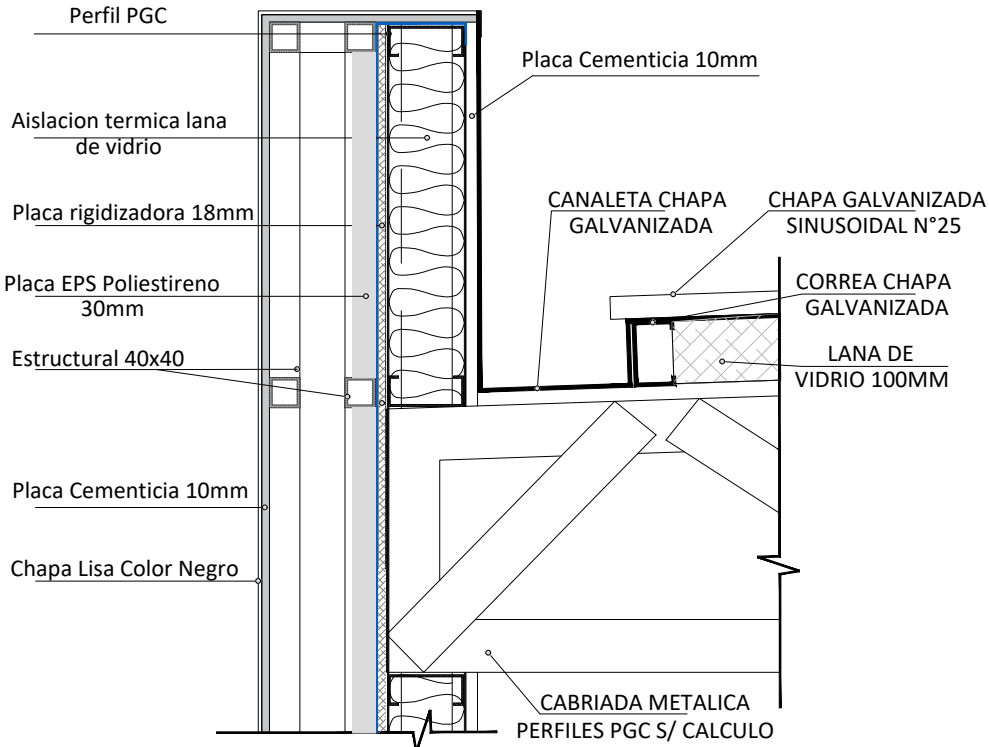 Perfil PGC
Placa Cementicia 10mm
Aislacion termica lana
de vidrio
CANALETA CHAPA
GALVANIZADA
CHAPA GALVANIZADA
SINUSOIDAL N°25
Placa rigidizadora 18mm
Placa EPS Poliestireno
30mm
CORREA CHAPA
GALVANIZADA
Estructural 40x40
LANA DE
VIDRIO 100MM
Placa Cementicia 10mm
Chapa Lisa Color Negro
CABRIADA METALICA
PERFILES PGC S/ CALCULO